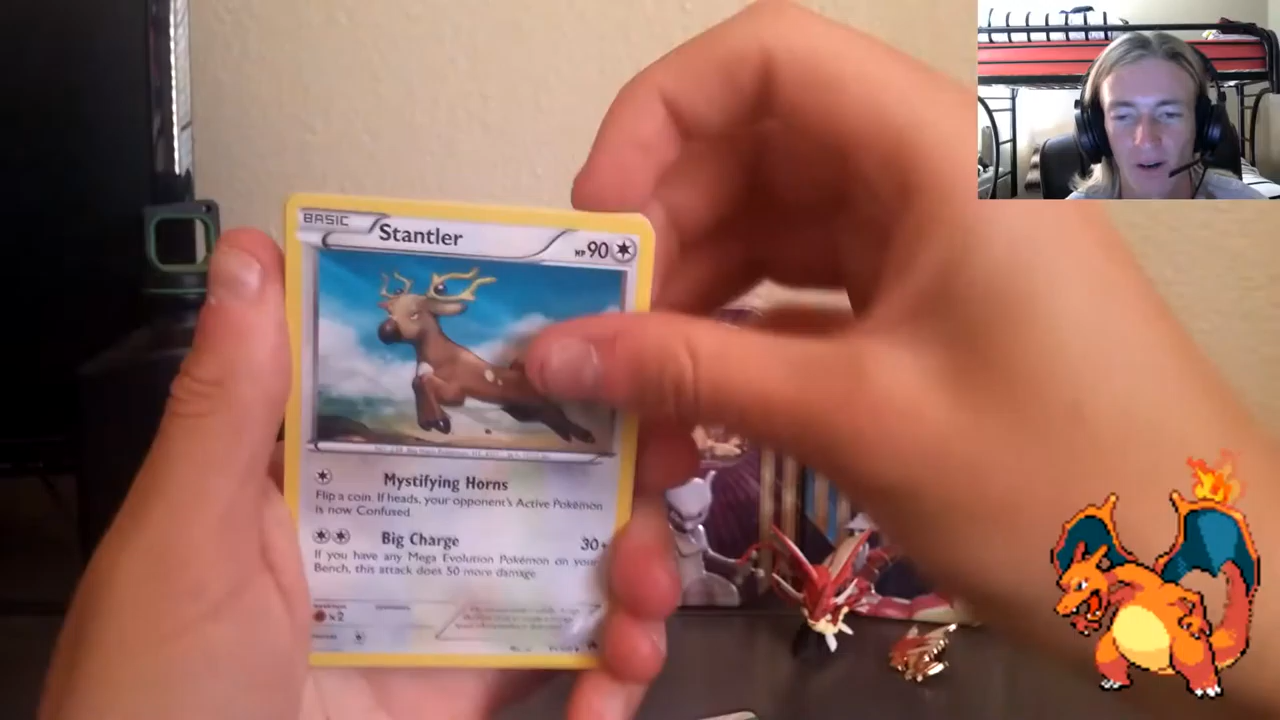 BASIC
Stantler
HP 90
Mystifying Horns
Flip a coin. If heads, your opponent's Active Pokémon
is now Confused.
Big Charge 30+
If you have any Mega Evolution Pokémon on your
Bench, this attack does 50 more damage.
×2